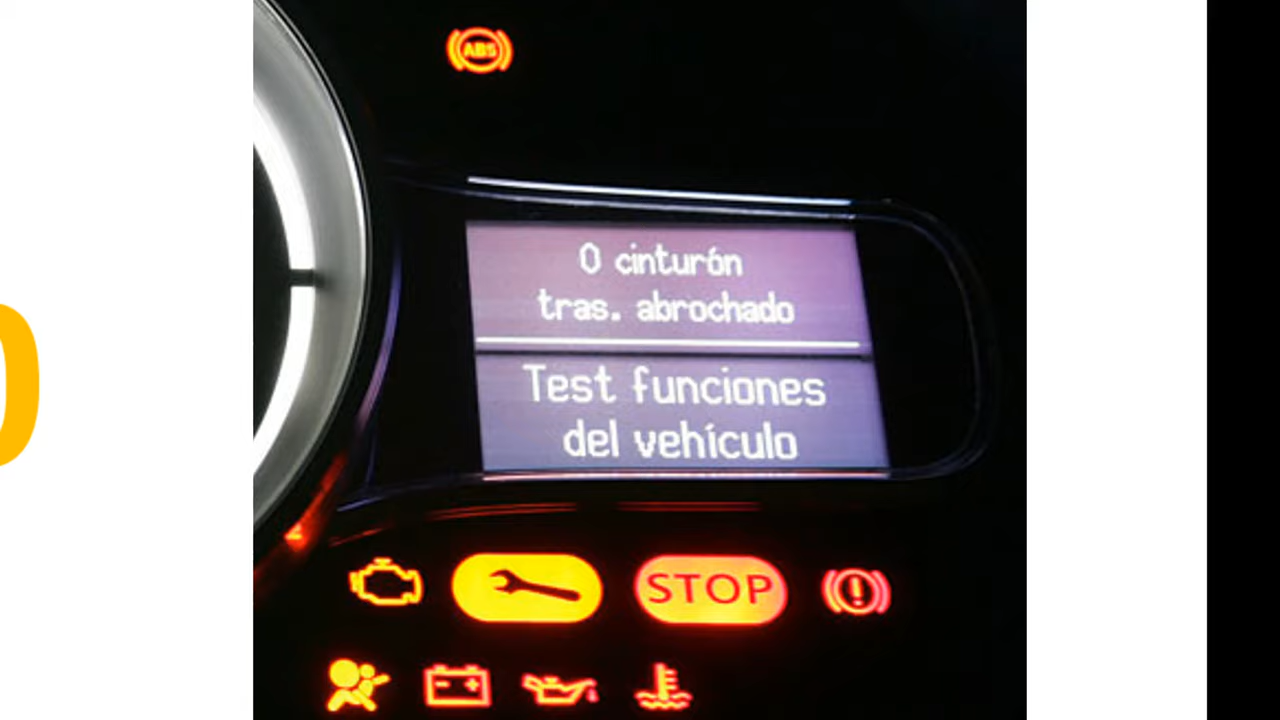 ABS
0 cinturón
tras. abrochado
Test funciones
del vehículo
STOP